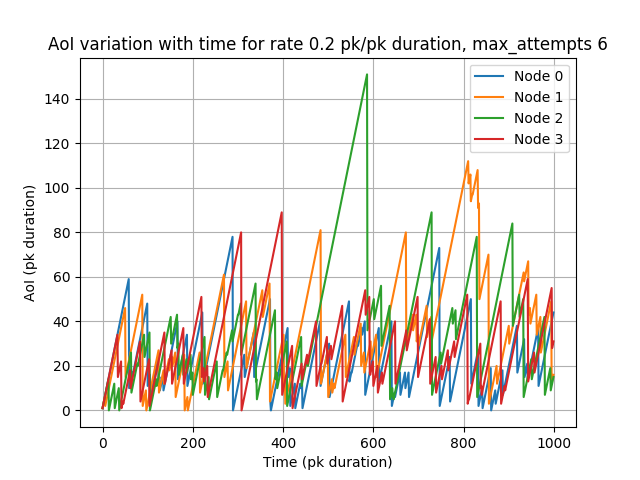 AoI variation with time for rate 0.2 pk/pk duration, max_attempts 6
Node 0
Node 1
Node 2
Node 3
AoI (pk duration)
140
120
100
80
60
40
20
0
0 200 400 600 800 1000
Time (pk duration)